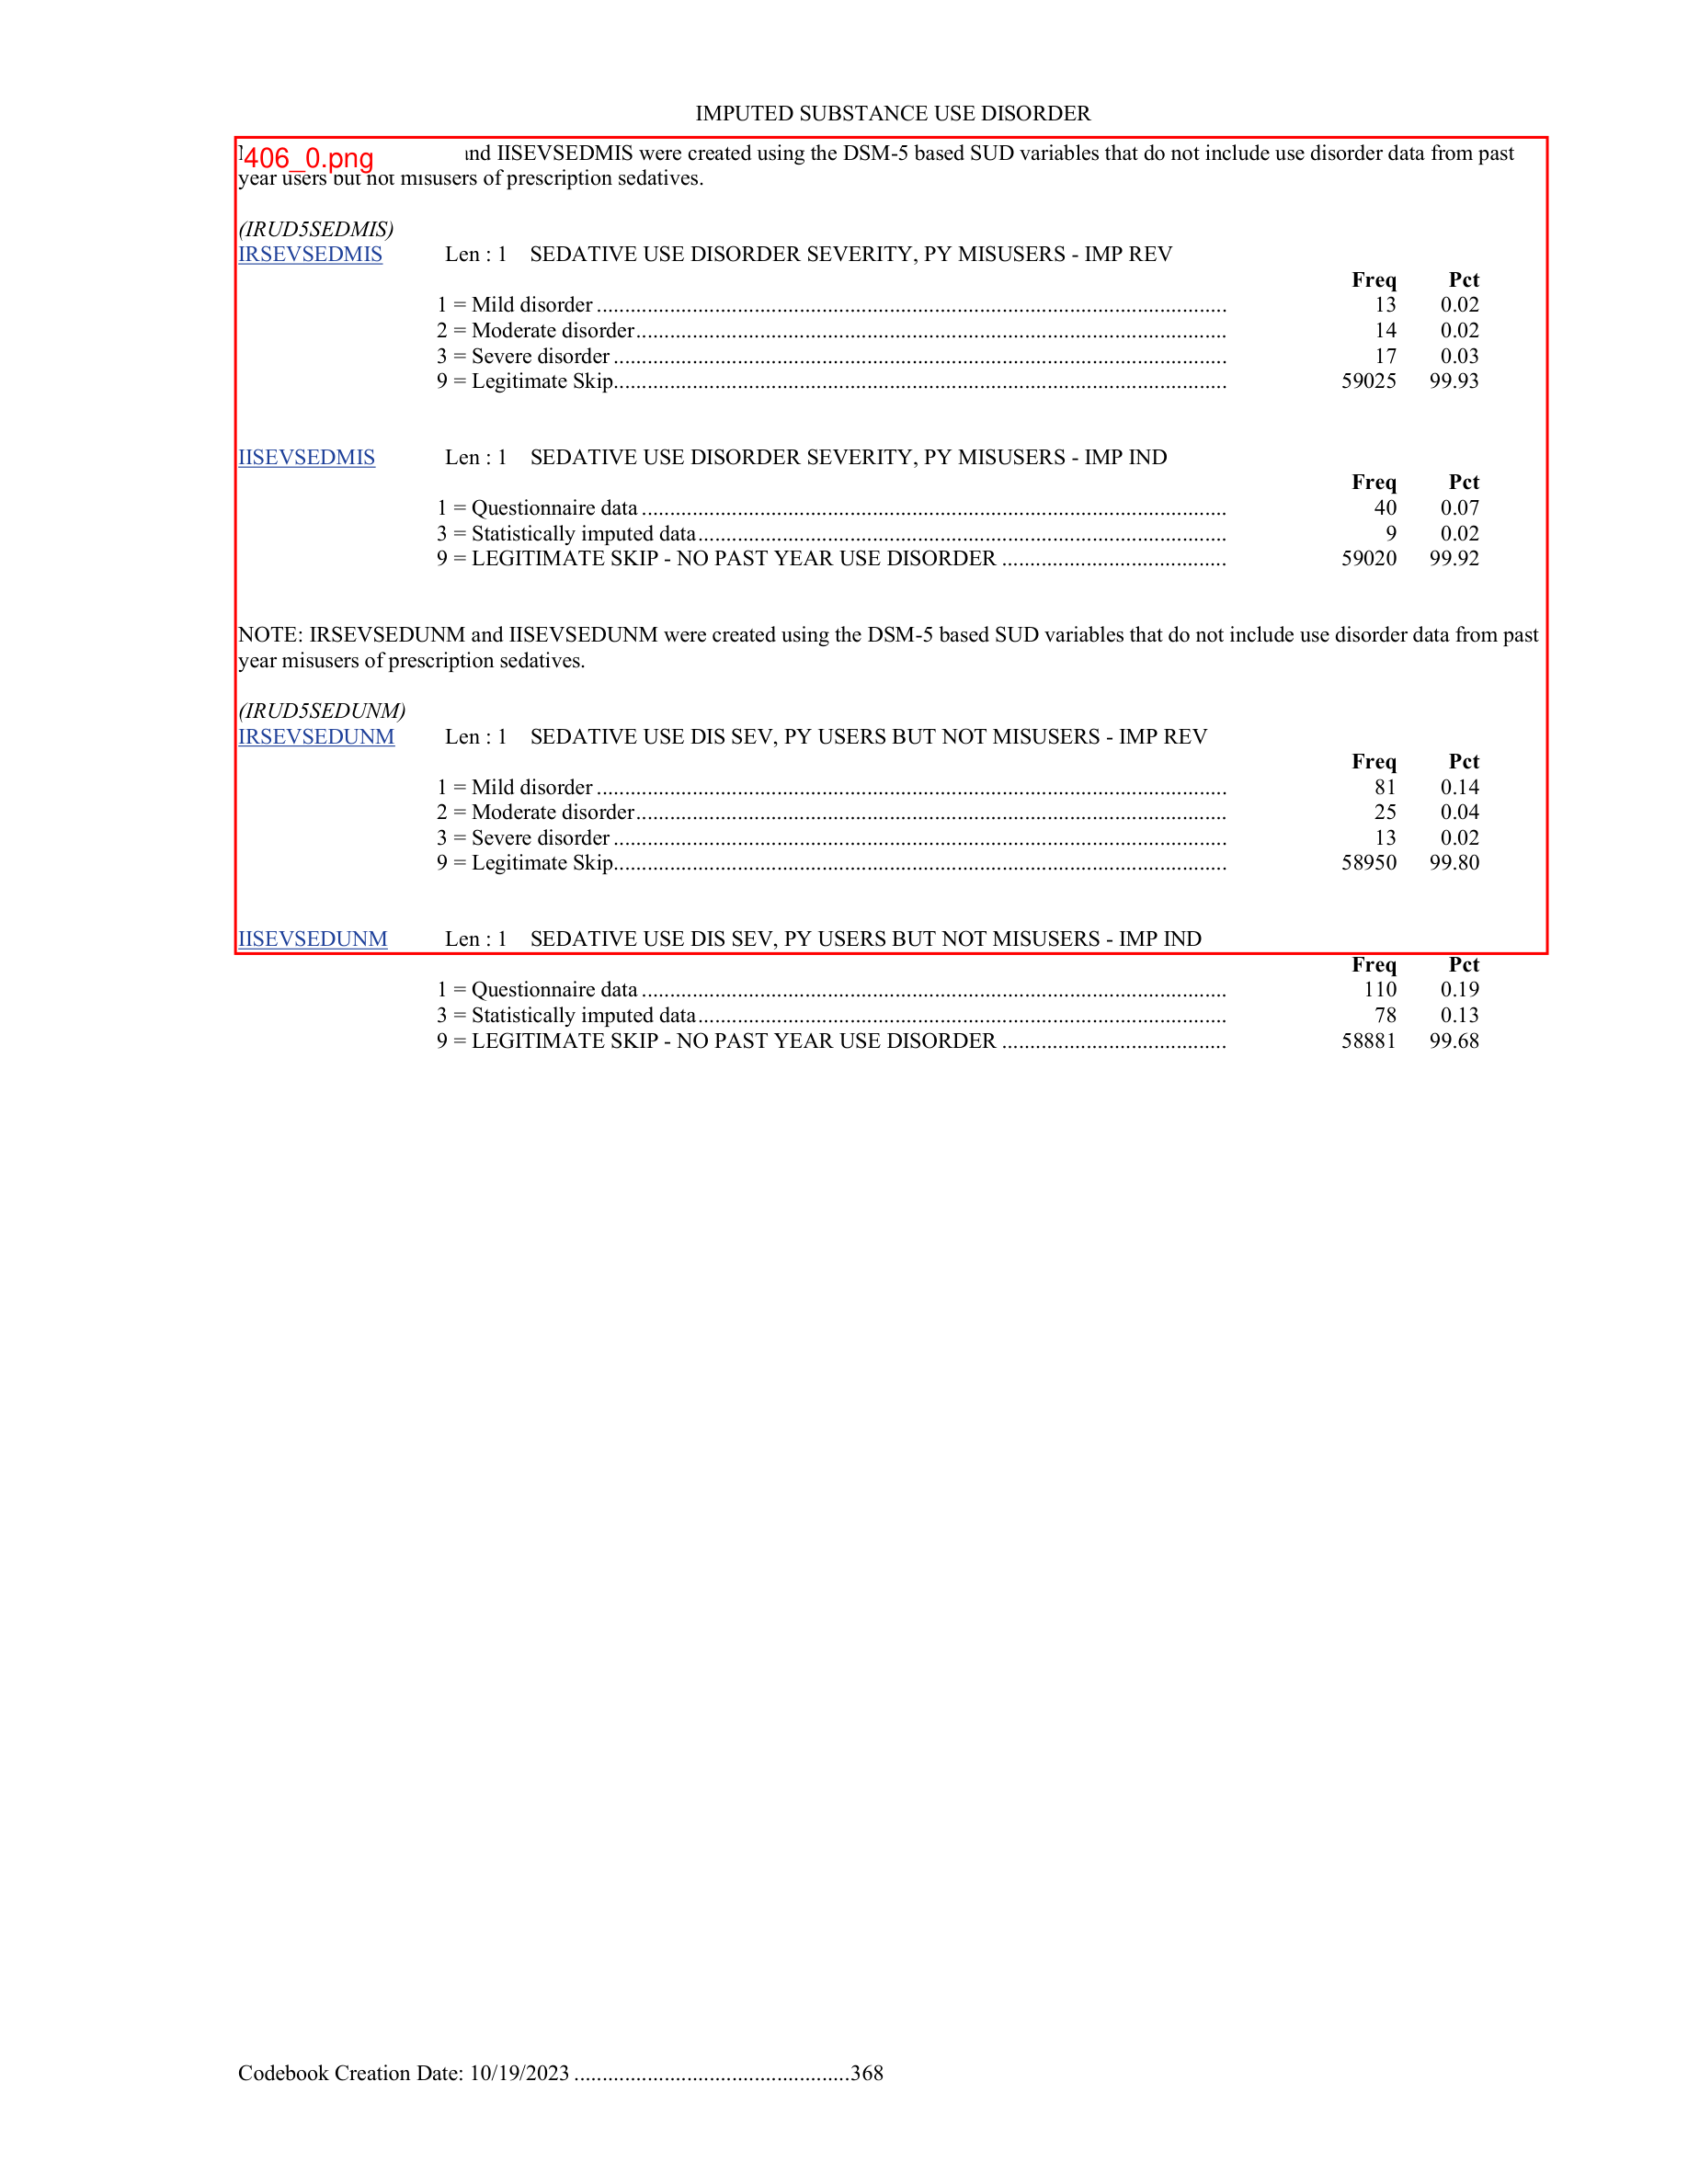 IMPUTED SUBSTANCE USE DISORDER
406_0.png and IISEVSEDMIS were created using the DSM-5 based SUD variables that do not include use disorder data from past
year users but not misusers of prescription sedatives.
(IRUD5SEDMIS)
IRSEVSEDMIS Len : 1 SEDATIVE USE DISORDER SEVERITY, PY MISUSERS - IMP REV
Freq Pct
1 = Mild disorder ................................................................................................................ 13 0.02
2 = Moderate disorder......................................................................................................... 14 0.02
3 = Severe disorder ............................................................................................................. 17 0.03
9 = Legitimate Skip............................................................................................................. 59025 99.93
IISEVSEDMIS Len : 1 SEDATIVE USE DISORDER SEVERITY, PY MISUSERS - IMP IND
Freq Pct
1 = Questionnaire data ........................................................................................................ 40 0.07
3 = Statistically imputed data.............................................................................................. 9 0.02
9 = LEGITIMATE SKIP - NO PAST YEAR USE DISORDER ........................................ 59020 99.92
NOTE: IRSEVSEDUNM and IISEVSEDUNM were created using the DSM-5 based SUD variables that do not include use disorder data from past
year misusers of prescription sedatives.
(IRUD5SEDUNM)
IRSEVSEDUNM Len : 1 SEDATIVE USE DIS SEV, PY USERS BUT NOT MISUSERS - IMP REV
Freq Pct
1 = Mild disorder ................................................................................................................ 81 0.14
2 = Moderate disorder......................................................................................................... 25 0.04
3 = Severe disorder ............................................................................................................. 13 0.02
9 = Legitimate Skip............................................................................................................. 58950 99.80
IISEVSEDUNM Len : 1 SEDATIVE USE DIS SEV, PY USERS BUT NOT MISUSERS - IMP IND
Freq Pct
1 = Questionnaire data ........................................................................................................ 110 0.19
3 = Statistically imputed data.............................................................................................. 78 0.13
9 = LEGITIMATE SKIP - NO PAST YEAR USE DISORDER ........................................ 58881 99.68
Codebook Creation Date: 10/19/2023 .................................................368